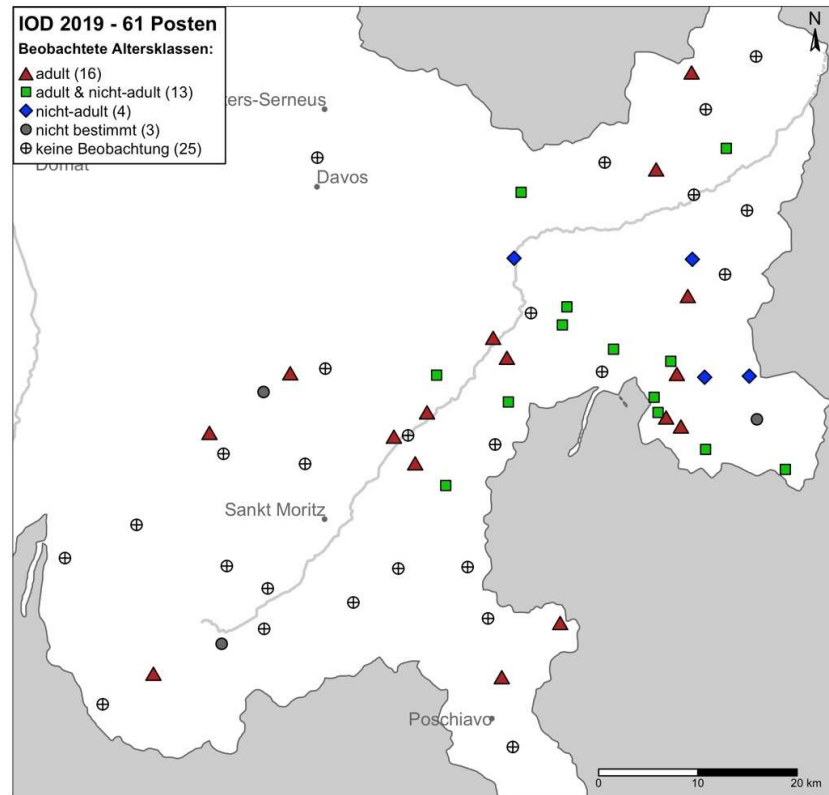 IOD 2019 - 61 Posten
Beobachtete Altersklassen:
adult (16)
adult & nicht-adult (13)
nicht-adult (4)
nicht bestimmt (3)
keine Beobachtung (25)
N
ters-Serneus
Domat
Davos
Sankt Moritz
Poschiavo
0 10 20 km